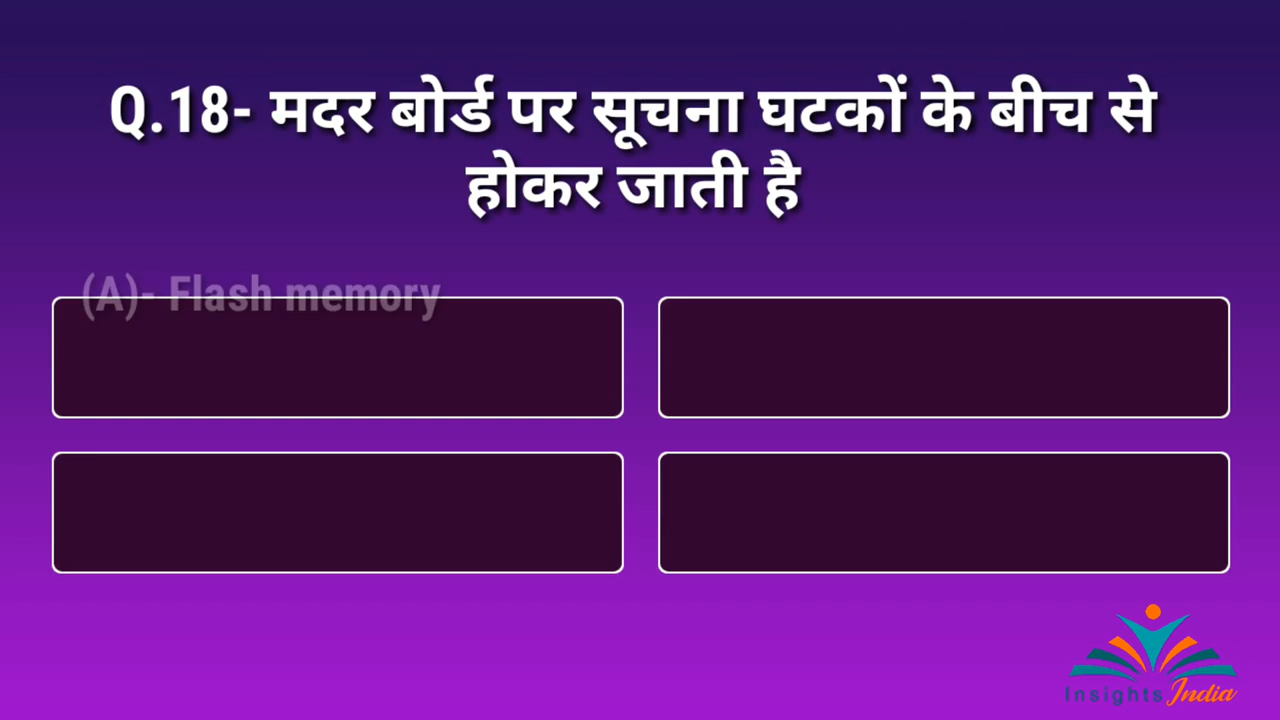 Q.18- मदर बोर्ड पर सूचना घटकों के बीच से
होकर जाती है
(A)- Flash memory
Insights India